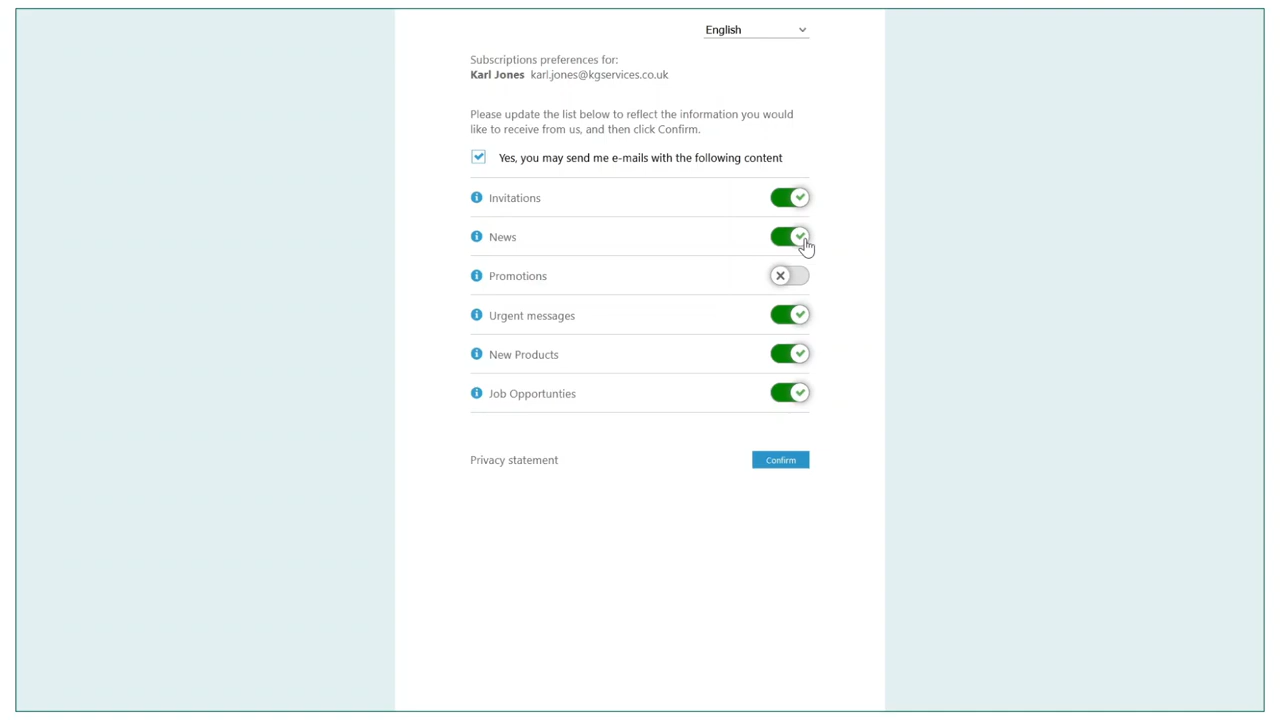 English
Subscriptions preferences for:
Karl Jones karl.jones@kgservices.co.uk
Please update the list below to reflect the information you would
like to receive from us, and then click Confirm.
Yes, you may send me e-mails with the following content
Invitations
News
Promotions
Urgent messages
New Products
Job Opportunties
Privacy statement
Confirm